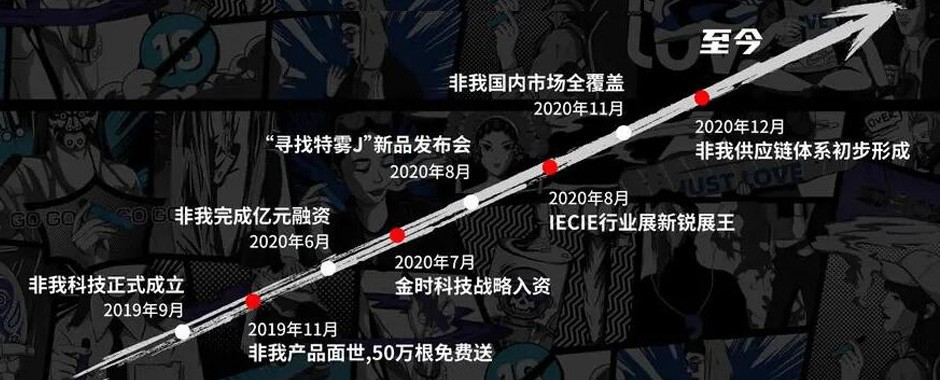 至今
非我国内市场全覆盖
2020年11月
2020年12月
非我供应链体系初步形成
“寻找特雾J”新品发布会
2020年8月
2020年8月
IECIE行业展新锐展王
非我完成亿元融资
2020年6月
2020年7月
金时科技战略入资
非我科技正式成立
2019年9月
2019年11月
非我产品面世,50万根免费送
JUST LOVE
GO GO
GO GO
18